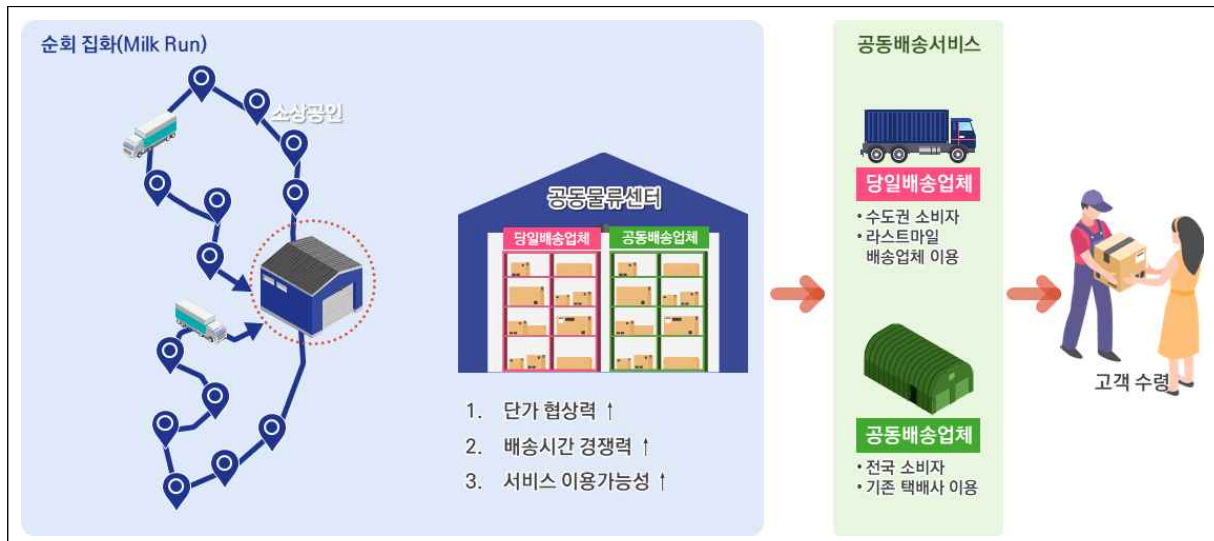 순회 집화(Milk Run)
소상공인
공동물류센터
당일배송업체
공동배송업체
1. 단가 협상력 ↑
2. 배송시간 경쟁력 ↑
3. 서비스 이용가능성 ↑
공동배송서비스
당일배송업체
• 수도권 소비자
• 라스트마일
배송업체 이용
공동배송업체
• 전국 소비자
• 기존 택배사 이용
고객 수령